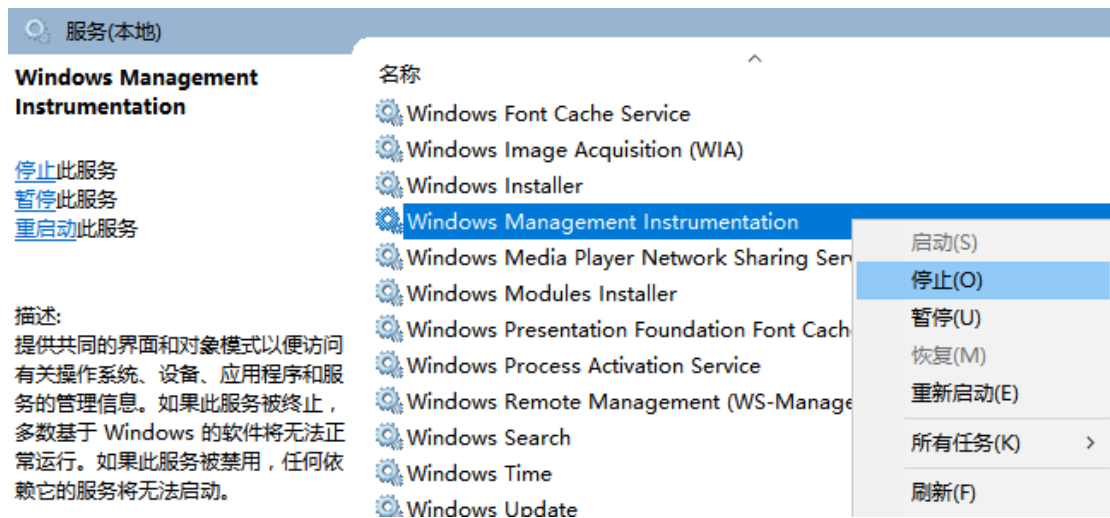 服务(本地)
Windows Management
Instrumentation
停止此服务
暂停此服务
重启动此服务
描述:
提供共同的界面和对象模式以便访问
有关操作系统、设备、应用程序和服
务的管理信息。如果此服务被终止，
多数基于 Windows 的软件将无法正
常运行。如果此服务被禁用，任何依
赖它的服务将无法启动。
名称
Windows Font Cache Service
Windows Image Acquisition (WIA)
Windows Installer
Windows Management Instrumentation
Windows Media Player Network Sharing Serv
Windows Modules Installer
Windows Presentation Foundation Font Cach
Windows Process Activation Service
Windows Remote Management (WS-Manage
Windows Search
Windows Time
Windows Update
启动(S)
停止(O)
暂停(U)
恢复(M)
重新启动(E)
所有任务(K)
刷新(F)